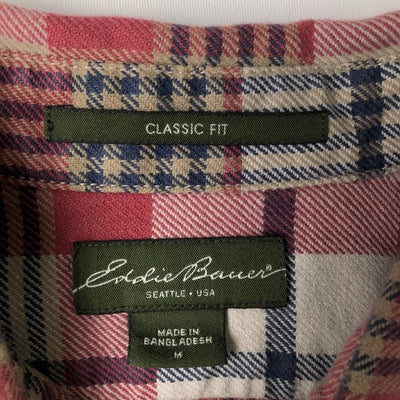 CLASSIC FIT
Eddie Bauer®
SEATTLE • USA
MADE IN
BANGLADESH
M